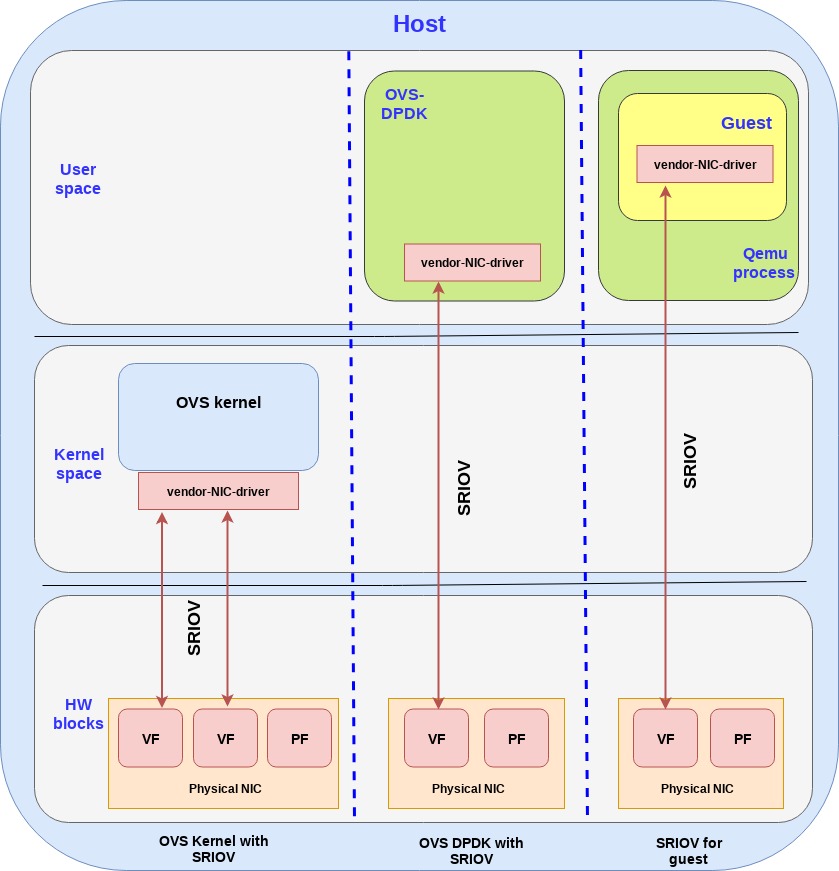 Host
User
space
OVS-
DPDK
Guest
vendor-NIC-driver
Qemu
process
vendor-NIC-driver
Kernel
space
OVS kernel
vendor-NIC-driver
SRIOV
SRIOV
SRIOV
HW
blocks
VF
VF
PF
Physical NIC
VF
PF
Physical NIC
VF
PF
Physical NIC
OVS Kernel with
SRIOV
OVS DPDK with
SRIOV
SRIOV for
guest